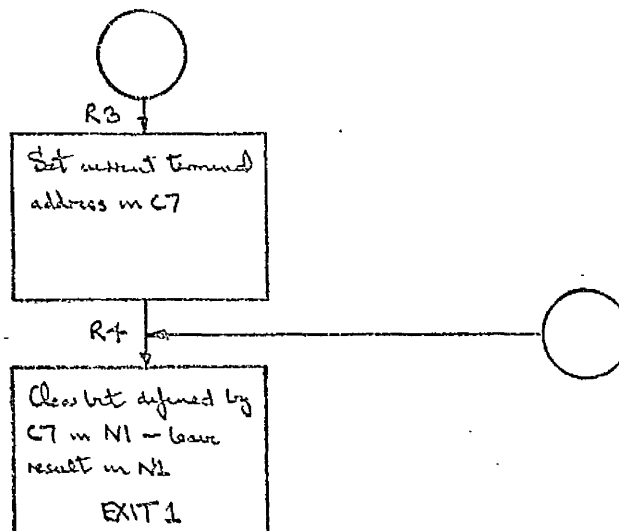 R3
Set current terminal
address in C7
R4
Clear bit defined by
C7 in N1 - leave
result in N1
EXIT 1